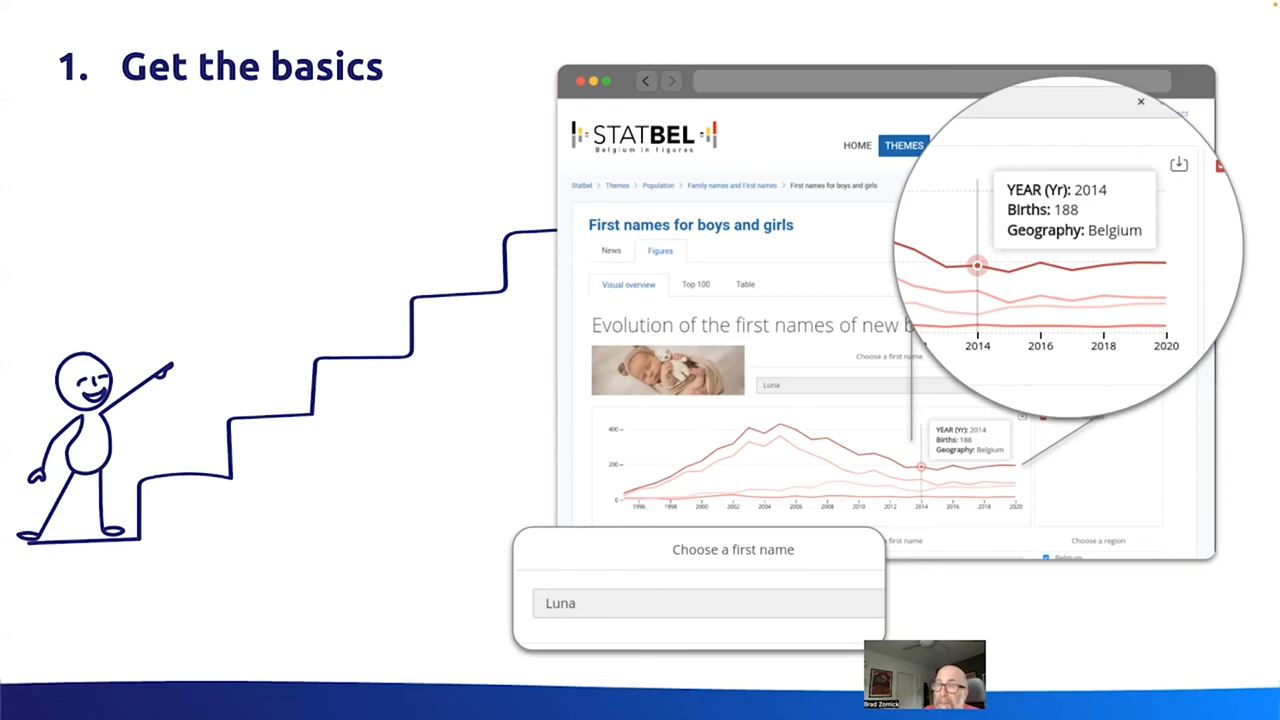 1. Get the basics
STATBEL
Belgium in figures
HOME
THEMES
Statbel > Themes > Population > Family names and First names > First names for boys and girls
First names for boys and girls
News
Figures
Visual overview
Top 100
Table
Evolution of the first names of new b
Choose a first name
Luna
YEAR (Yr): 2014
Births: 188
Geography: Belgium
2014
2016
2018
2020
400
200
0
YEAR (Yr): 2014
Births: 188
Geography: Belgium
1996
1998
2000
2002
2004
2006
2008
2010
2012
2014
2016
2018
2020
Choose a region
Belgium
Choose a first name
Luna
Brad Zomick